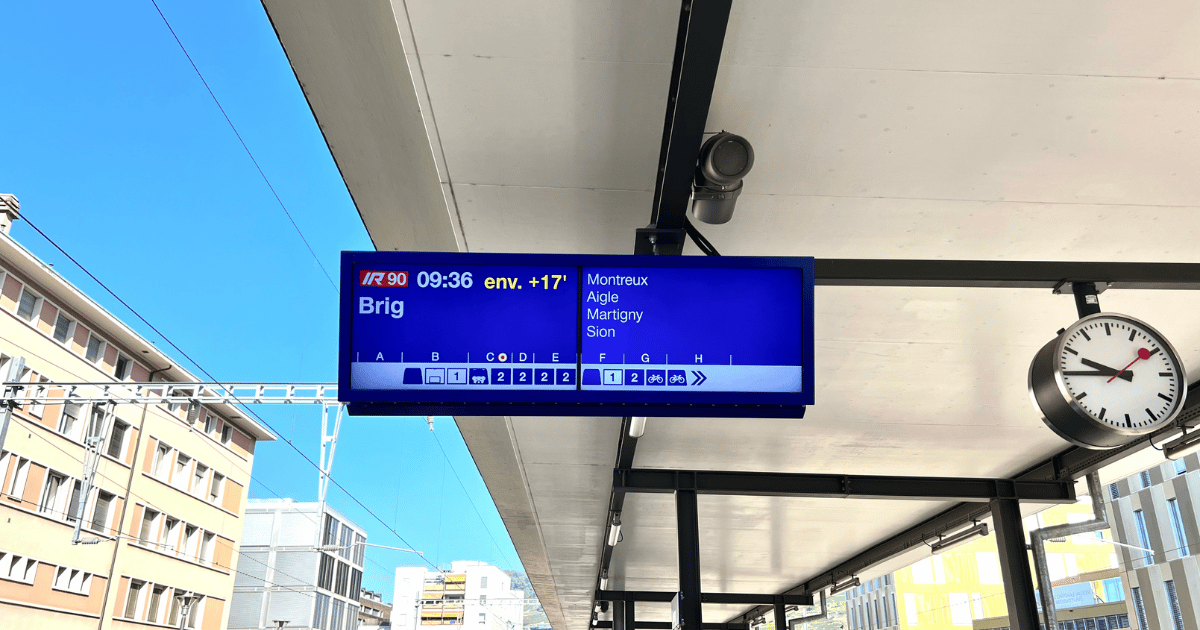 IR 90 09:36 env. +17'
Brig
Montreux
Aigle
Martigny
Sion
A B C D E F G H
1 2 2 2 2 1 2